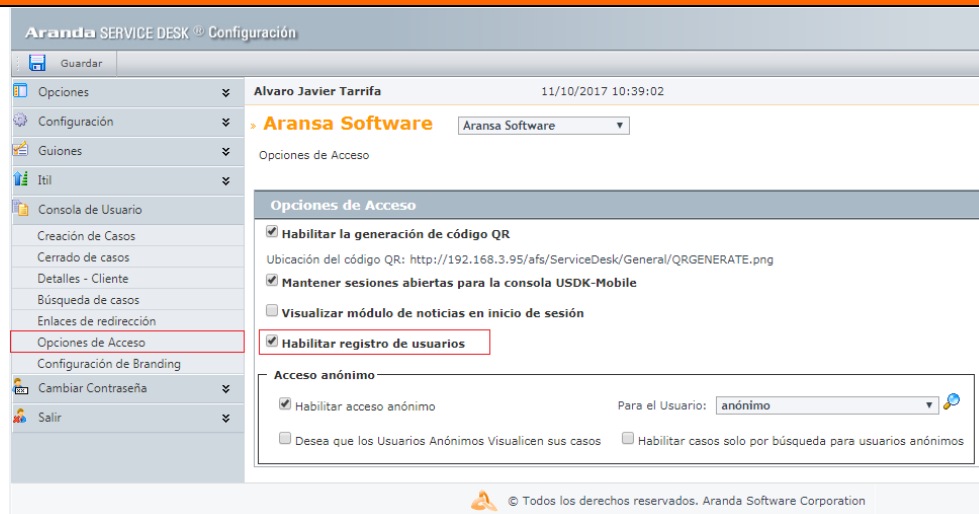 Aranda SERVICE DESK ® Configuración
Guardar
Opciones
Configuración
Guiones
Itil
Consola de Usuario
Creación de Casos
Cerrado de casos
Detalles - Cliente
Búsqueda de casos
Enlaces de redirección
Opciones de Acceso
Configuración de Branding
Cambiar Contraseña
Salir
Alvaro Javier Tarrifa 11/10/2017 10:39:02
» Aransa Software Aransa Software
Opciones de Acceso
Opciones de Acceso
Habilitar la generación de código QR
Ubicación del código QR: http://192.168.3.95/afs/ServiceDesk/General/QRGENERATE.png
Mantener sesiones abiertas para la consola USDK-Mobile
Visualizar módulo de noticias en inicio de sesión
Habilitar registro de usuarios
Acceso anónimo
Habilitar acceso anónimo Para el Usuario: anónimo
Desea que los Usuarios Anónimos Visualicen sus casos Habilitar casos solo por búsqueda para usuarios anónimos
© Todos los derechos reservados. Aranda Software Corporation